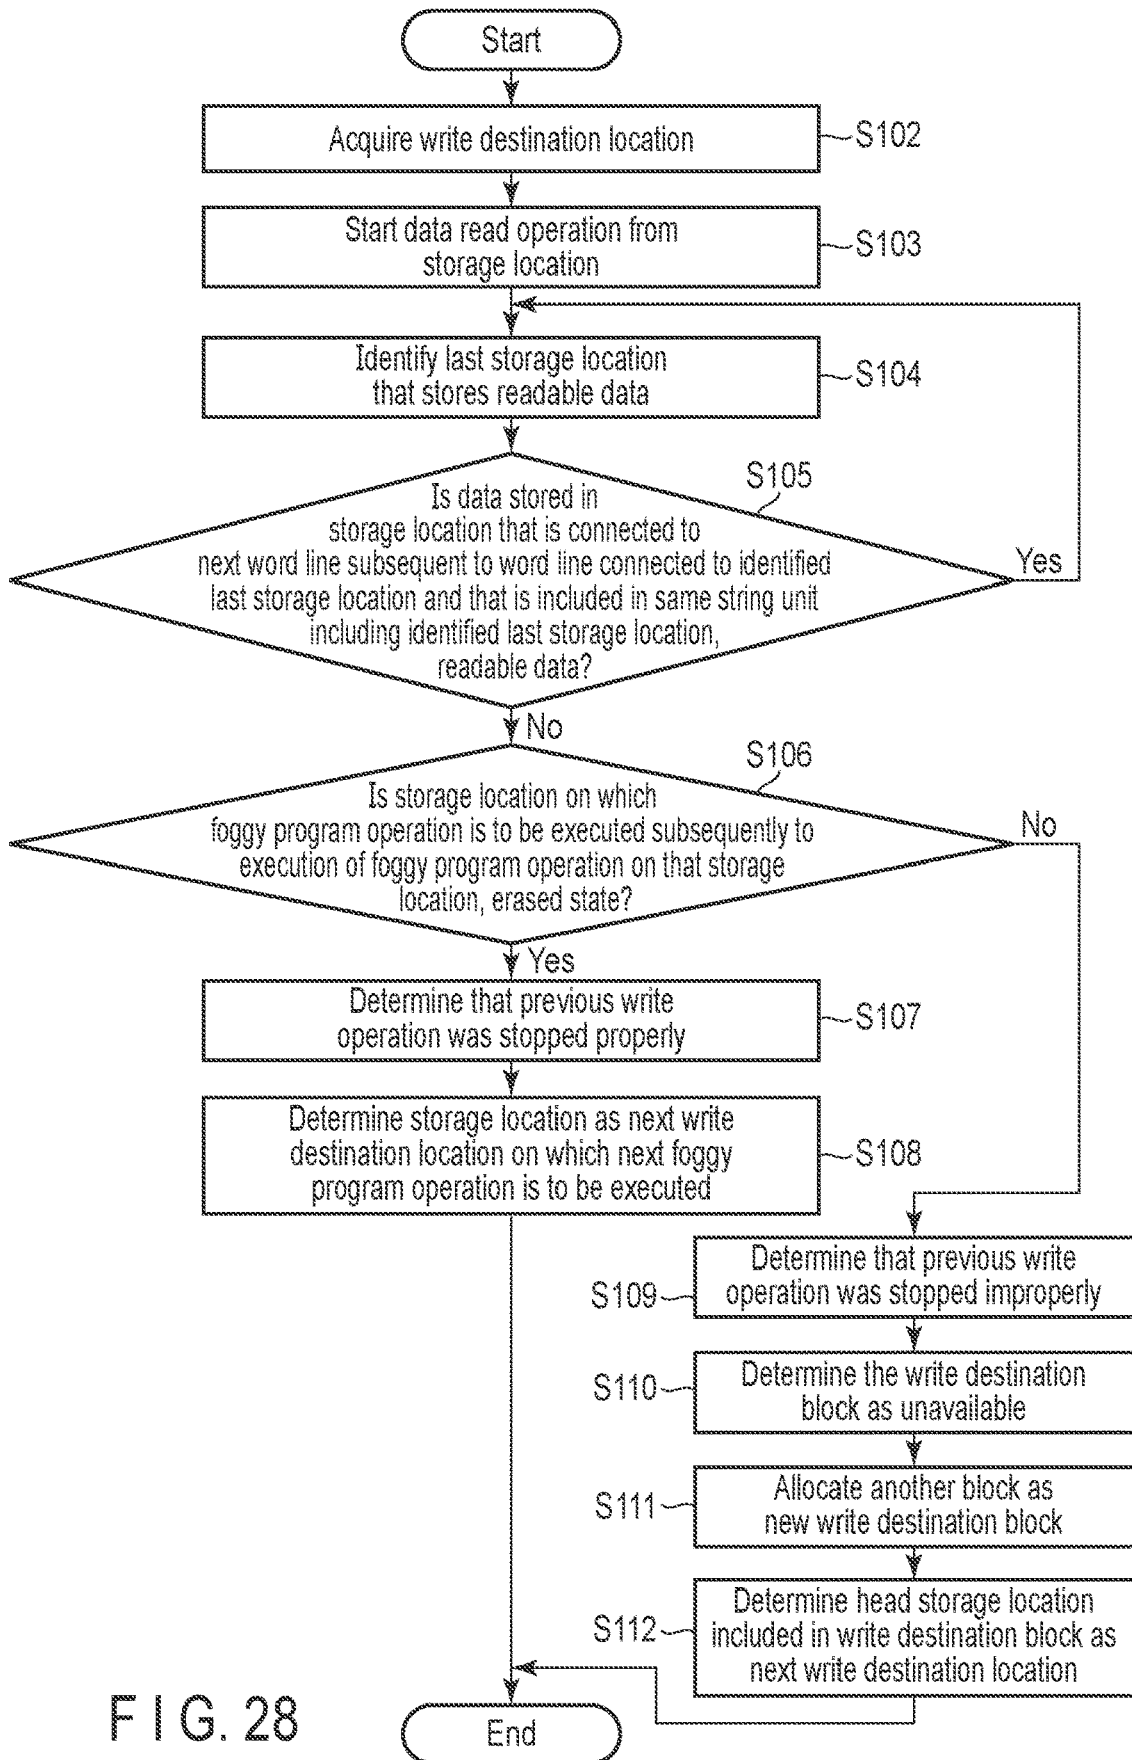 Start
Acquire write destination location
S102
Start data read operation from
storage location
S103
Identify last storage location
that stores readable data
S104
S105
Is data stored in
storage location that is connected to
next word line subsequent to word line connected to identified
last storage location and that is included in same string unit
including identified last storage location,
readable data?
Yes
No
S106
Is storage location on which
foggy program operation is to be executed subsequently to
execution of foggy program operation on that storage
location, erased state?
No
Yes
Determine that previous write
operation was stopped properly
S107
Determine storage location as next write
destination location on which next foggy
program operation is to be executed
S108
Determine that previous write
operation was stopped improperly
S109
Determine the write destination
block as unavailable
S110
Allocate another block as
new write destination block
S111
Determine head storage location
included in write destination block as
next write destination location
S112
End
FIG. 28